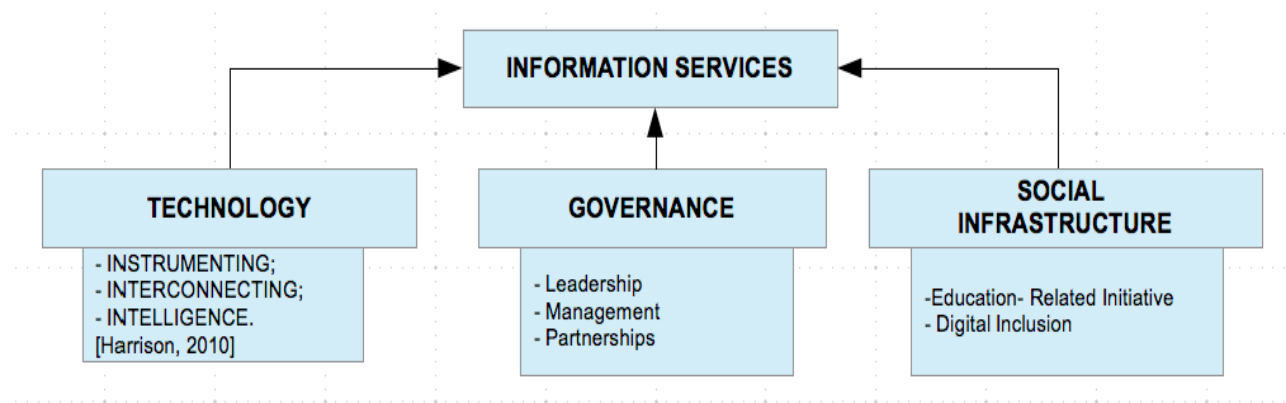 INFORMATION SERVICES
TECHNOLOGY
- INSTRUMENTING;
- INTERCONNECTING;
- INTELLIGENCE.
[Harrison, 2010]
GOVERNANCE
- Leadership
- Management
- Partnerships
SOCIAL
INFRASTRUCTURE
-Education- Related Initiative
- Digital Inclusion